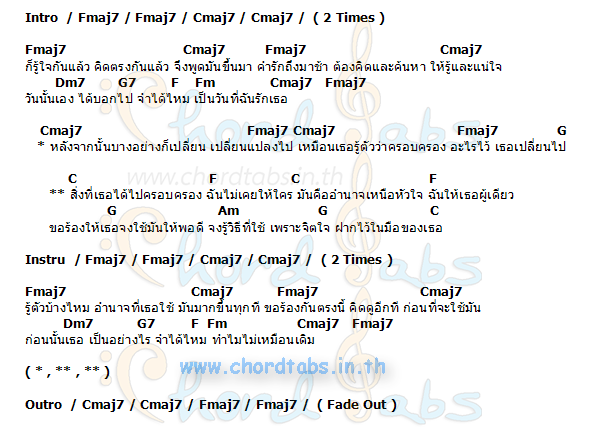 Intro / Fmaj7 / Fmaj7 / Cmaj7 / Cmaj7 / ( 2 Times )
Fmaj7 Cmaj7 Fmaj7 Cmaj7
ก็รู้ใจกันแล้ว คิดตรงกันแล้ว จึงพูดมันขึ้นมา คำรักถึงมาช้า ต้องคิดและค้นหา ให้รู้และแน่ใจ
Dm7 G7 F Fm Cmaj7 Fmaj7
วันนั้นเอง ได้บอกไป จำได้ไหม เป็นวันที่ฉันรักเธอ
Cmaj7 Fmaj7 Cmaj7 Fmaj7 G
* หลังจากนั้นบางอย่างก็เปลี่ยน เปลี่ยนแปลงไป เหมือนเธอรู้ตัวว่าครอบครอง อะไรไว้ เธอเปลี่ยนไป
www.chordtabsin.th
C F C F
** สิ่งที่เธอได้ไปครอบครอง ฉันไม่เคยให้ใคร มันคืออำนาจเหนือหัวใจ ฉันให้เธอผู้เดียว
G Am G C
ขอร้องให้เธอจงใช้มันให้พอดี จงรู้วิธีที่ใช้ เพราะจิตใจ ฝากไว้ในมือของเธอ
Instru / Fmaj7 / Fmaj7 / Cmaj7 / Cmaj7 / ( 2 Times )
Fmaj7 Cmaj7 Fmaj7 Cmaj7
รู้ตัวบ้างไหม อำนาจที่เธอใช้ มันมากขึ้นทุกที ขอร้องกันตรงนี้ คิดดูอีกที ก่อนที่จะใช้มัน
Dm7 G7 F Fm Cmaj7 Fmaj7
ก่อนนั้นเธอ เป็นอย่างไร จำได้ไหม ทำไมไม่เหมือนเดิม
www.chordtabs.in.th
( * , ** , ** )
Outro / Cmaj7 / Cmaj7 / Fmaj7 / Fmaj7 / ( Fade Out )